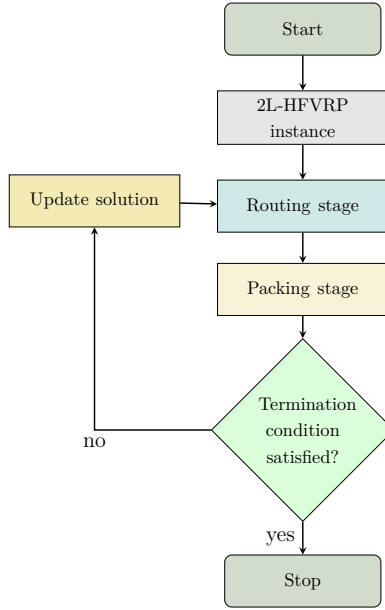 Start
2L-HFVRP
instance
Update solution
Routing stage
Packing stage
Termination
condition
satisfied?
no
yes
Stop